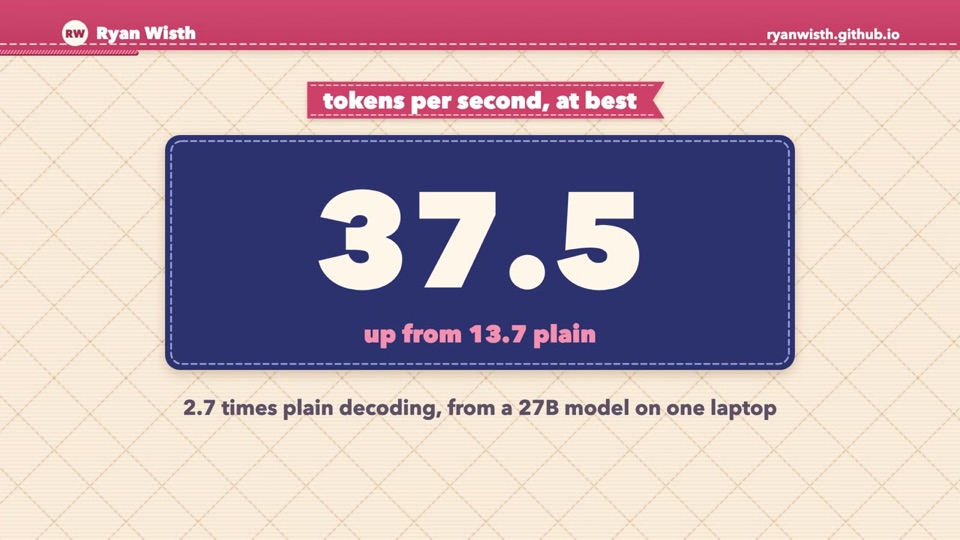 RW Ryan Wisth
ryanwisth.github.io
tokens per second, at best
37.5
up from 13.7 plain
2.7 times plain decoding, from a 27B model on one laptop